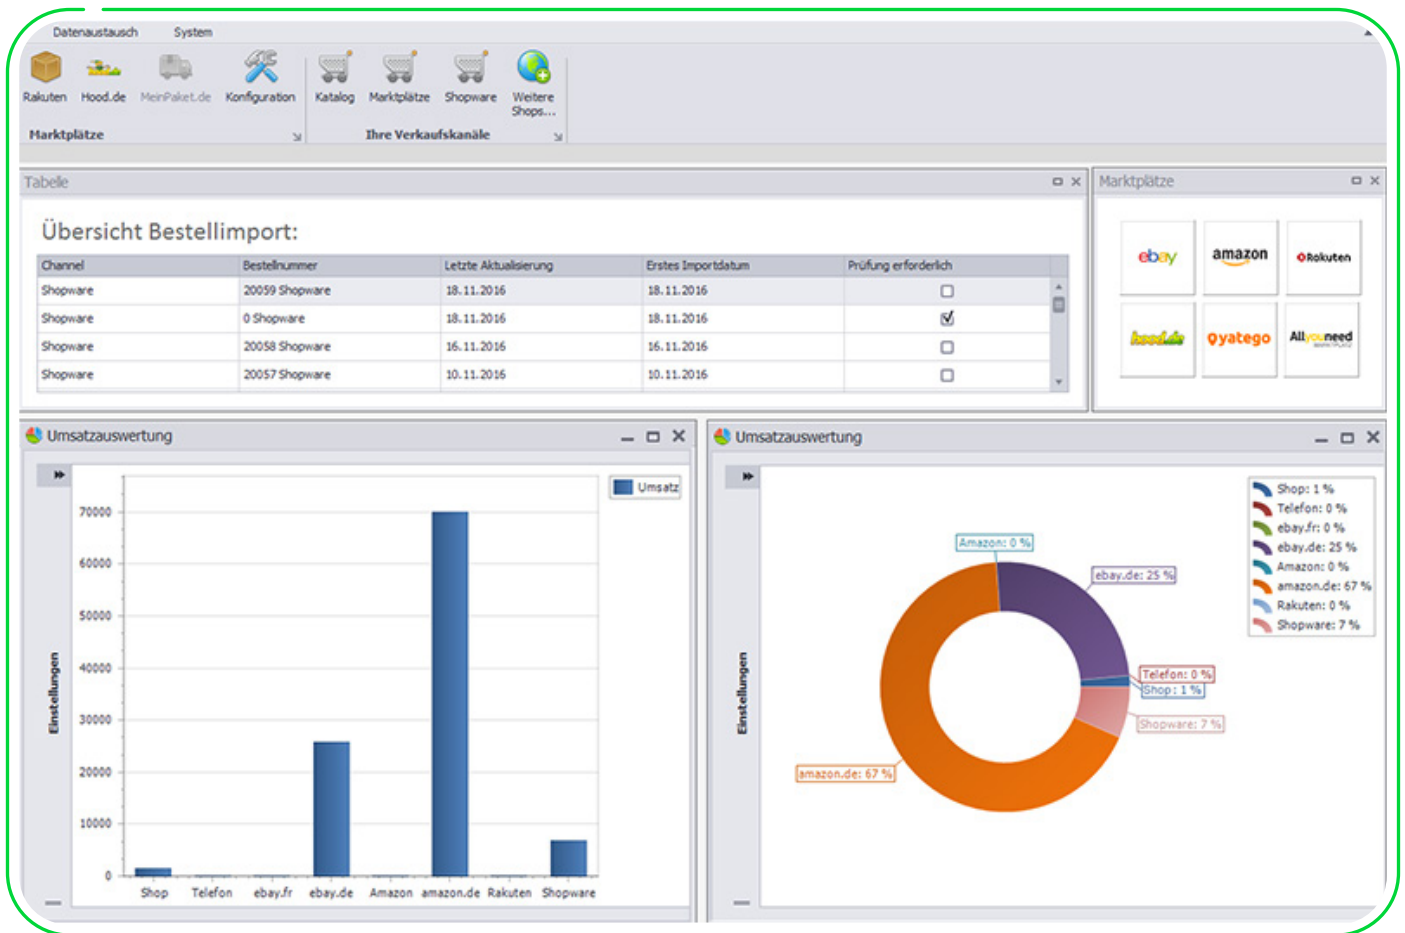 Datenaustausch System
Rakuten Hood.de MeinPaket.de Konfiguration Katalog Marktplätze Shopware Weitere Shops...
Marktplätze Ihre Verkaufskanäle
Tabelle
Marktplätze
Übersicht Bestellimport:
Channel Bestellnummer Letzte Aktualisierung Erstes Importdatum Prüfung erforderlich
Shopware 20059 Shopware 18.11.2016 18.11.2016
Shopware 0 Shopware 18.11.2016 18.11.2016
Shopware 20058 Shopware 16.11.2016 16.11.2016
Shopware 20057 Shopware 10.11.2016 10.11.2016
ebay amazon Rakuten
hood.de yatego Allyouneed
Umsatzauswertung
Einstellungen
Umsatz
70000
60000
50000
40000
30000
20000
10000
0
Shop Telefon ebay.fr ebay.de Amazon amazon.de Rakuten Shopware
Umsatzauswertung
Einstellungen
Amazon: 0 %
ebay.de: 25 %
Telefon: 0 %
Shop: 1 %
Shopware: 7 %
amazon.de: 67 %
Shop: 1 %
Telefon: 0 %
ebay.fr: 0 %
ebay.de: 25 %
Amazon: 0 %
amazon.de: 67 %
Rakuten: 0 %
Shopware: 7 %